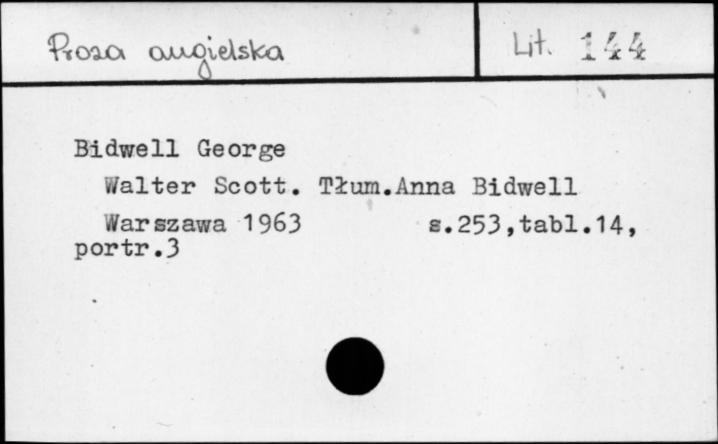 Proza angielska
Lit. 144
Bidwell George
Walter Scott. Tłum.Anna Bidwell
Warszawa 1963 s.253,tabl.14,
portr.3